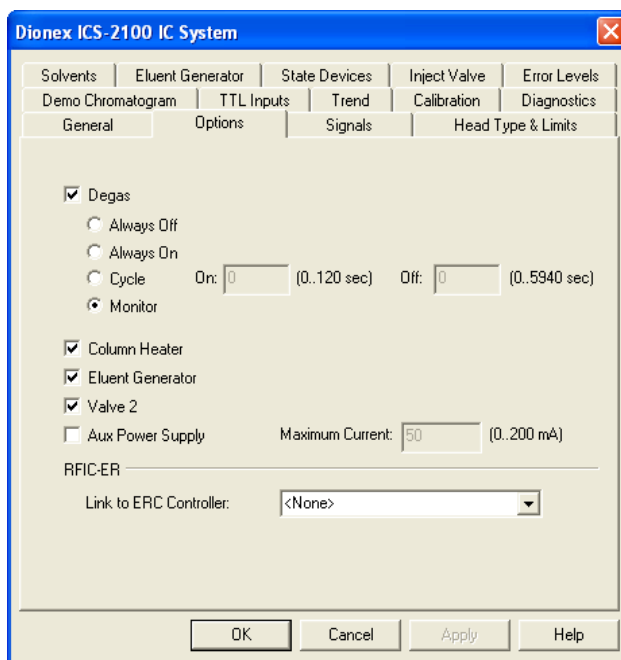 Dionex ICS-2100 IC System
Solvents Eluent Generator State Devices Inject Valve Error Levels
Demo Chromatogram TTL Inputs Trend Calibration Diagnostics
General Options Signals Head Type & Limits
Degas
Always Off
Always On
Cycle On: 0 (0..120 sec) Off: 0 (0..5940 sec)
Monitor
Column Heater
Eluent Generator
Valve 2
Aux Power Supply Maximum Current: 50 (0..200 mA)
RFIC-ER
Link to ERC Controller: <None>
OK Cancel Apply Help